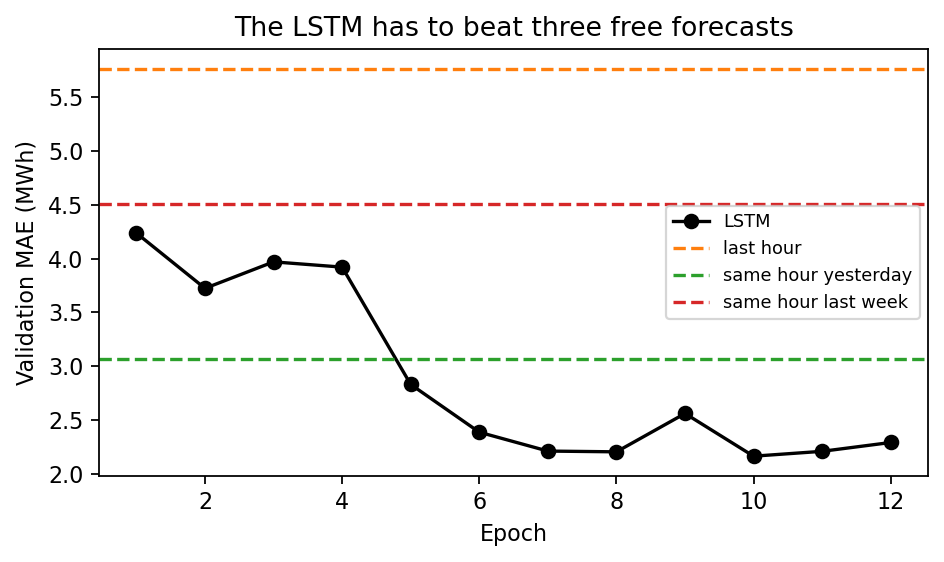 The LSTM has to beat three free forecasts
Validation MAE (MWh)
5.5
5.0
4.5
4.0
3.5
3.0
2.5
2.0
LSTM
last hour
same hour yesterday
same hour last week
2
4
6
8
10
12
Epoch